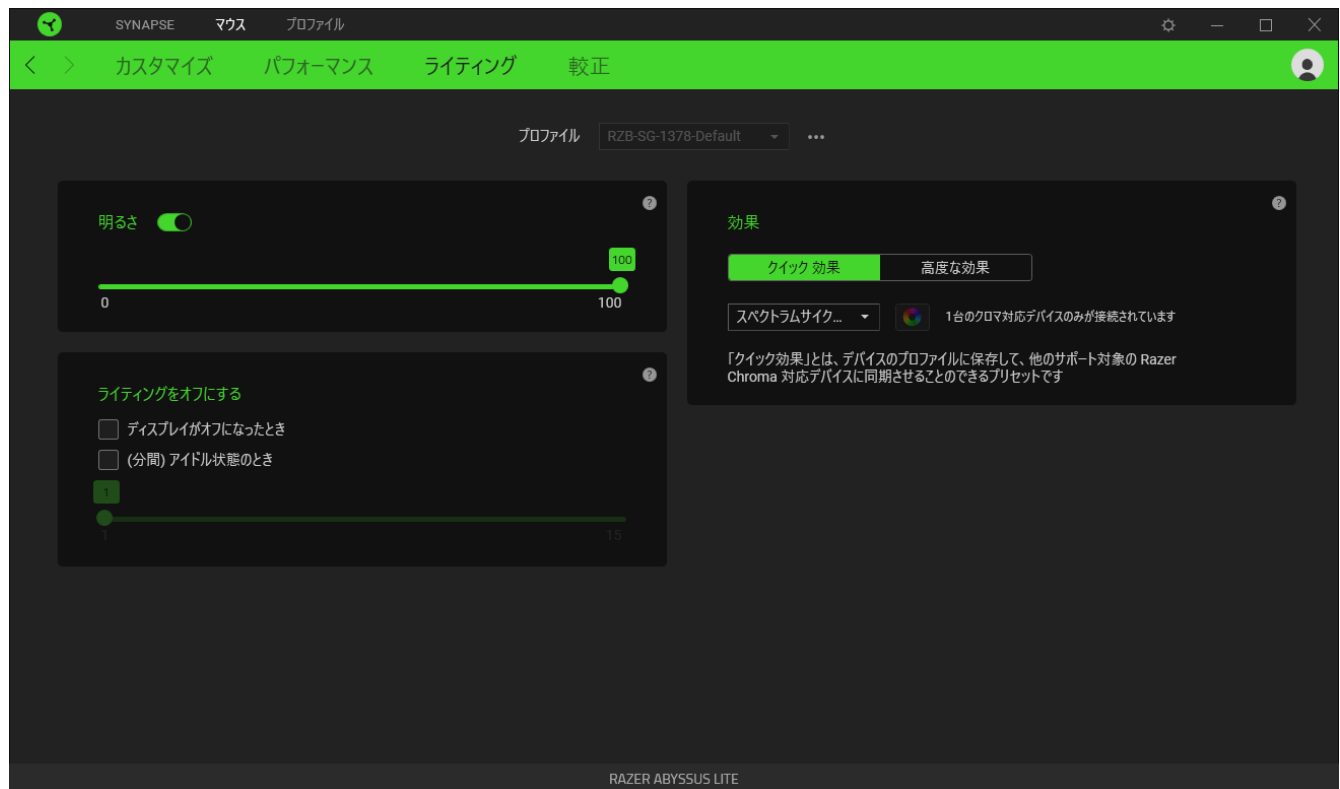 SYNAPSE マウス プロファイル
カスタマイズ パフォーマンス ライティング 較正
プロファイル RZB-SG-1378-Default
明るさ
100
0 100
ライティングをオフにする
ディスプレイがオフになったとき
(分間) アイドル状態のとき
1
1 15
効果
クイック 効果 高度な効果
スペクトラムサイク... 1台のクロマ対応デバイスのみが接続されています
「クイック効果」とは、デバイスのプロファイルに保存して、他のサポート対象の Razer
Chroma 対応デバイスに同期させることのできるプリセットです
RAZER ABYSSUS LITE